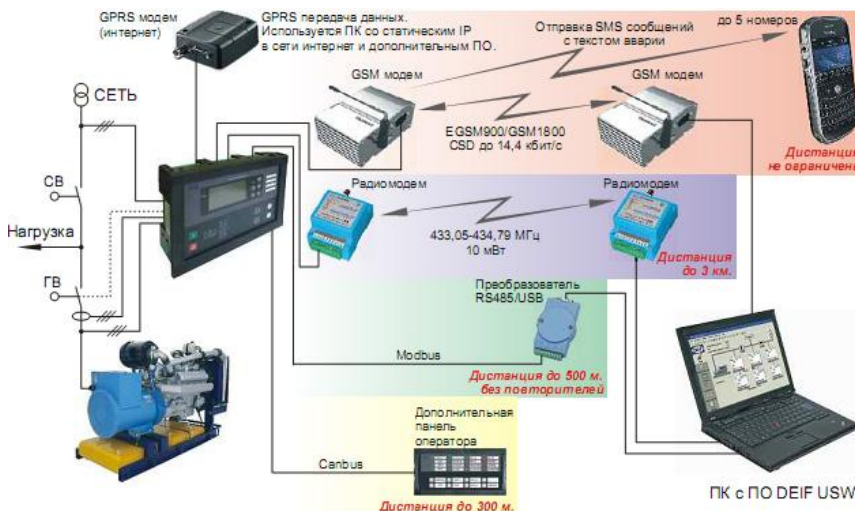 GPRS модем
(интернет)
GPRS передача данных.
Используется ПК со статическим IP
в сети интернет и дополнительным ПО.
Отправка SMS сообщений
с текстом аварии
до 5 номеров
GSM модем
GSM модем
EGSM900/GSM1800
CSD до 14,4 кбит/с
Дистанция
не ограничена
СЕТЬ
СВ
Нагрузка
ГВ
Радиомодем
Радиомодем
433,05-434,79 МГц
10 мВт
Дистанция
до 3 км.
Преобразователь
RS485/USB
Modbus
Дистанция до 500 м.
без повторителей
Дополнительная
панель
оператора
Canbus
Дистанция до 300 м.
ПК с ПО DEIF USW